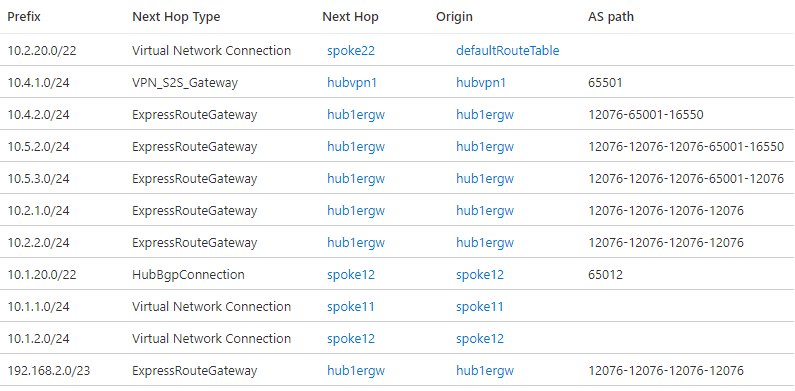 Prefix Next Hop Type Next Hop Origin AS path
10.2.20.0/22 Virtual Network Connection spoke22 defaultRouteTable
10.4.1.0/24 VPN_S2S_Gateway hubvpn1 hubvpn1 65501
10.4.2.0/24 ExpressRouteGateway hub1ergw hub1ergw 12076-65001-16550
10.5.2.0/24 ExpressRouteGateway hub1ergw hub1ergw 12076-12076-12076-65001-16550
10.5.3.0/24 ExpressRouteGateway hub1ergw hub1ergw 12076-12076-12076-65001-12076
10.2.1.0/24 ExpressRouteGateway hub1ergw hub1ergw 12076-12076-12076-12076
10.2.2.0/24 ExpressRouteGateway hub1ergw hub1ergw 12076-12076-12076-12076
10.1.20.0/22 HubBgpConnection spoke12 spoke12 65012
10.1.1.0/24 Virtual Network Connection spoke11 spoke11
10.1.2.0/24 Virtual Network Connection spoke12 spoke12
192.168.2.0/23 ExpressRouteGateway hub1ergw hub1ergw 12076-12076-12076-12076